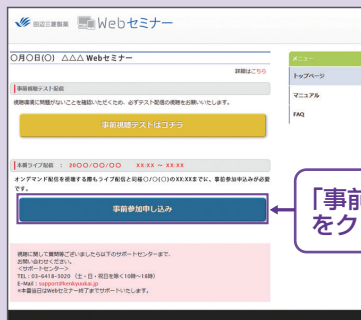 田辺三菱製薬 Webセミナー
〇月〇日(〇) △△△ Webセミナー
詳細はこちら
事前視聴テスト配信
視聴環境に問題がないことを確認いただくため、必ずテスト配信の視聴をお願いいたします。
事前視聴テストはコチラ
本番ライブ配信 : 20〇〇/〇〇/〇〇 XX:XX ～ XX:XX
オンデマンド配信を視聴する際もライブ配信と同様〇/〇(〇)のXX:XXまでに、事前参加申込みが必要
です。
事前参加申し込み
視聴に関して質問等ございましたら以下のサポートセンターまで、
お問い合わせください。
<サポートセンター>
TEL : 03-6418-3020 (土・日・祝日を除く10時～18時)
E-Mail : support@kenkyuukai.jp
※本番当日はWebセミナー終了までサポートいたします。
メニュー
トップページ
マニュアル
FAQ
「事前
をク